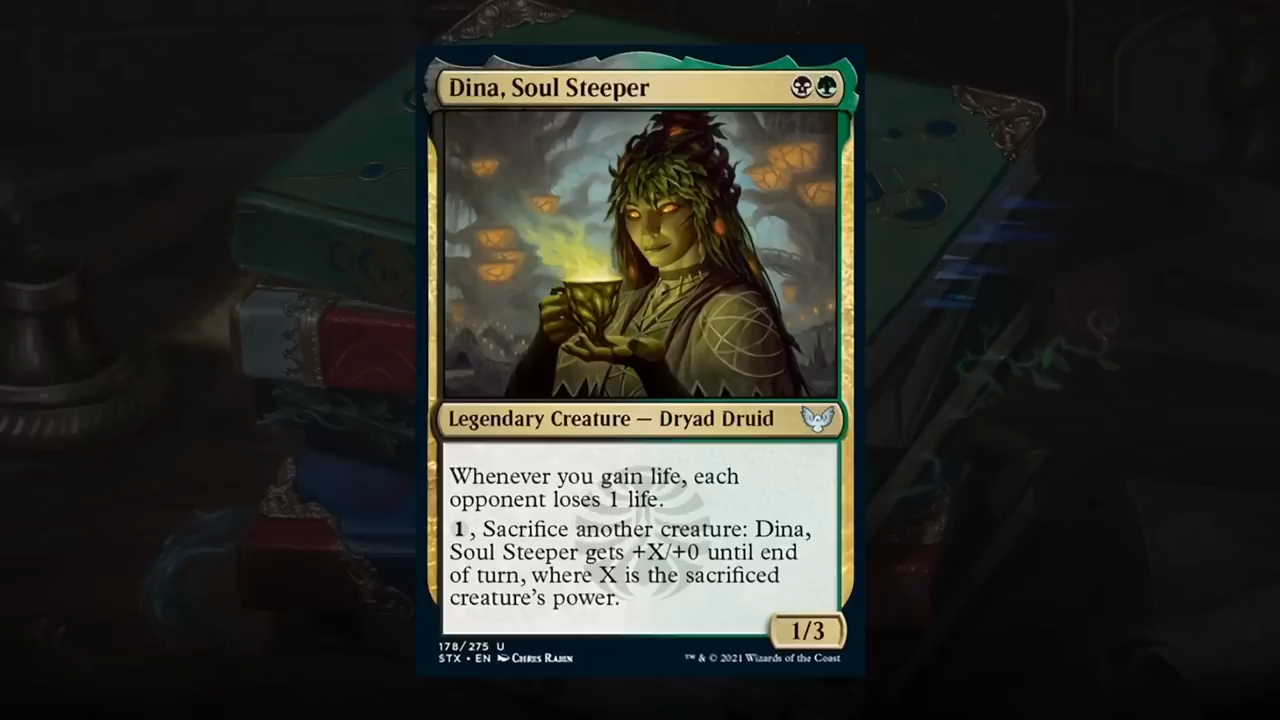 Dina, Soul Steeper
Legendary Creature — Dryad Druid
Whenever you gain life, each
opponent loses 1 life.
1, Sacrifice another creature: Dina,
Soul Steeper gets +X/+0 until end
of turn, where X is the sacrificed
creature's power.
1/3
178/275 U
STX • EN Chris Rahn
™ & © 2021 Wizards of the Coast